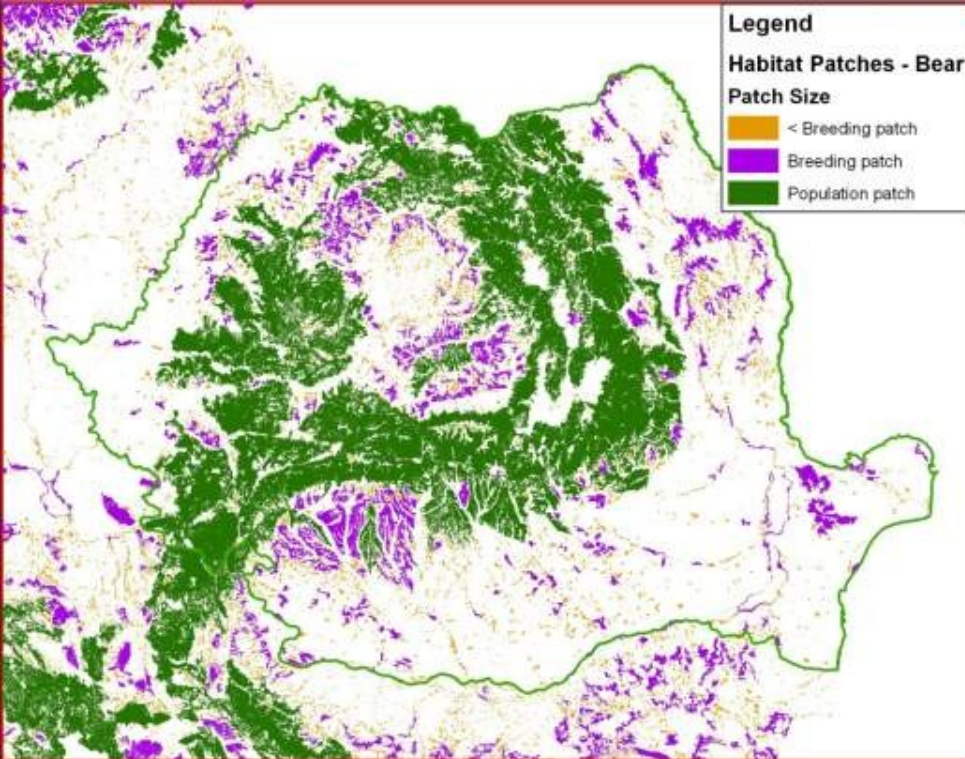 Legend
Habitat Patches - Bear
Patch Size
< Breeding patch
Breeding patch
Population patch